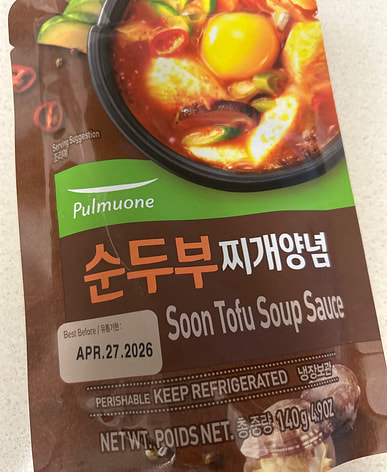 Serving Suggestion
조리예
Pulmuone
순두부찌개양념
Soon Tofu Soup Sauce
Best Before / 유통기한 :
APR.27.2026
PERISHABLE KEEP REFRIGERATED 냉장보관
NET WT. POIDS NET. 총 중량 140g 4.9OZ